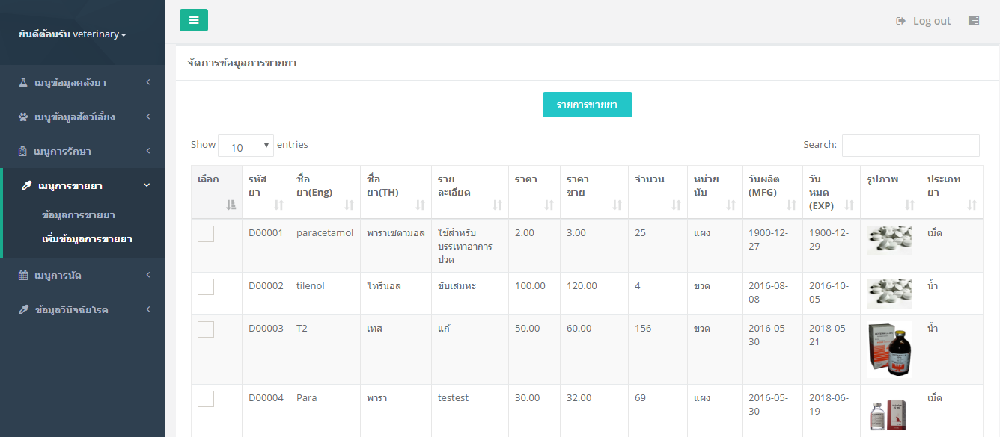 ยินดีต้อนรับ veterinary
เมนูข้อมูลคลังยา
เมนูข้อมูลสัตว์เลี้ยง
เมนูการรักษา
เมนูการขายยา
ข้อมูลการขายยา
เพิ่มข้อมูลการขายยา
เมนูการนัด
ข้อมูลวินิจฉัยโรค
Log out
จัดการข้อมูลการขายยา
รายการขายยา
Show 10 entries
Search:
เลือก
รหัส
ยา
ชื่อ
ยา(Eng)
ชื่อ
ยา(TH)
ราย
ละเอียด
ราคา
ราคา
ขาย
จำนวน
หน่วย
นับ
วันผลิต
(MFG)
วัน
หมด
(EXP)
รูปภาพ
ประเภท
ยา
D00001
paracetamol
พาราเซตามอล
ใช้สำหรับ
บรรเทาอาการ
ปวด
2.00
3.00
25
แผง
1900-12-
27
1900-12-
29
เม็ด
D00002
tilenol
ไทรีนอล
ขับเสมหะ
100.00
120.00
4
ขวด
2016-08-
08
2016-10-
05
น้ำ
D00003
T2
เทส
แก้
50.00
60.00
156
ขวด
2016-05-
30
2018-05-
21
น้ำ
D00004
Para
พารา
testest
30.00
32.00
69
แผง
2016-05-
30
2018-06-
19
เม็ด